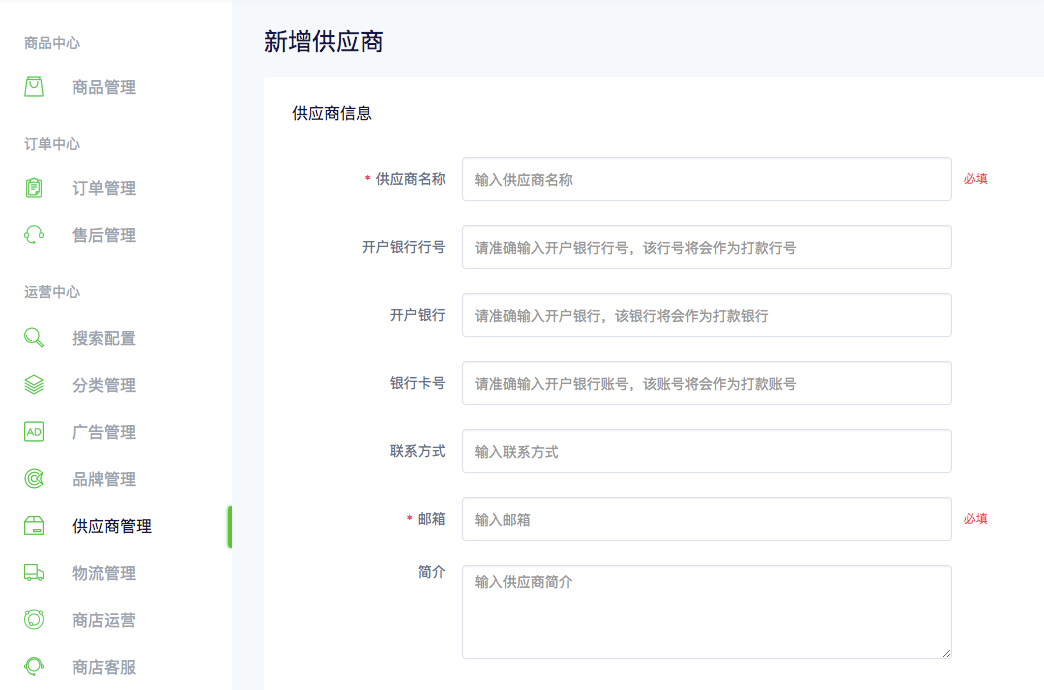 商品中心
商品管理
订单中心
订单管理
售后管理
运营中心
搜索配置
分类管理
AD
广告管理
品牌管理
供应商管理
物流管理
商店运营
商店客服
新增供应商
供应商信息
* 供应商名称 输入供应商名称 必填
开户银行行号 请准确输入开户银行行号，该行号将会作为打款行号
开户银行 请准确输入开户银行，该银行将会作为打款银行
银行卡号 请准确输入开户银行账号，该账号将会作为打款账号
联系方式 输入联系方式
* 邮箱 输入邮箱 必填
简介 输入供应商简介